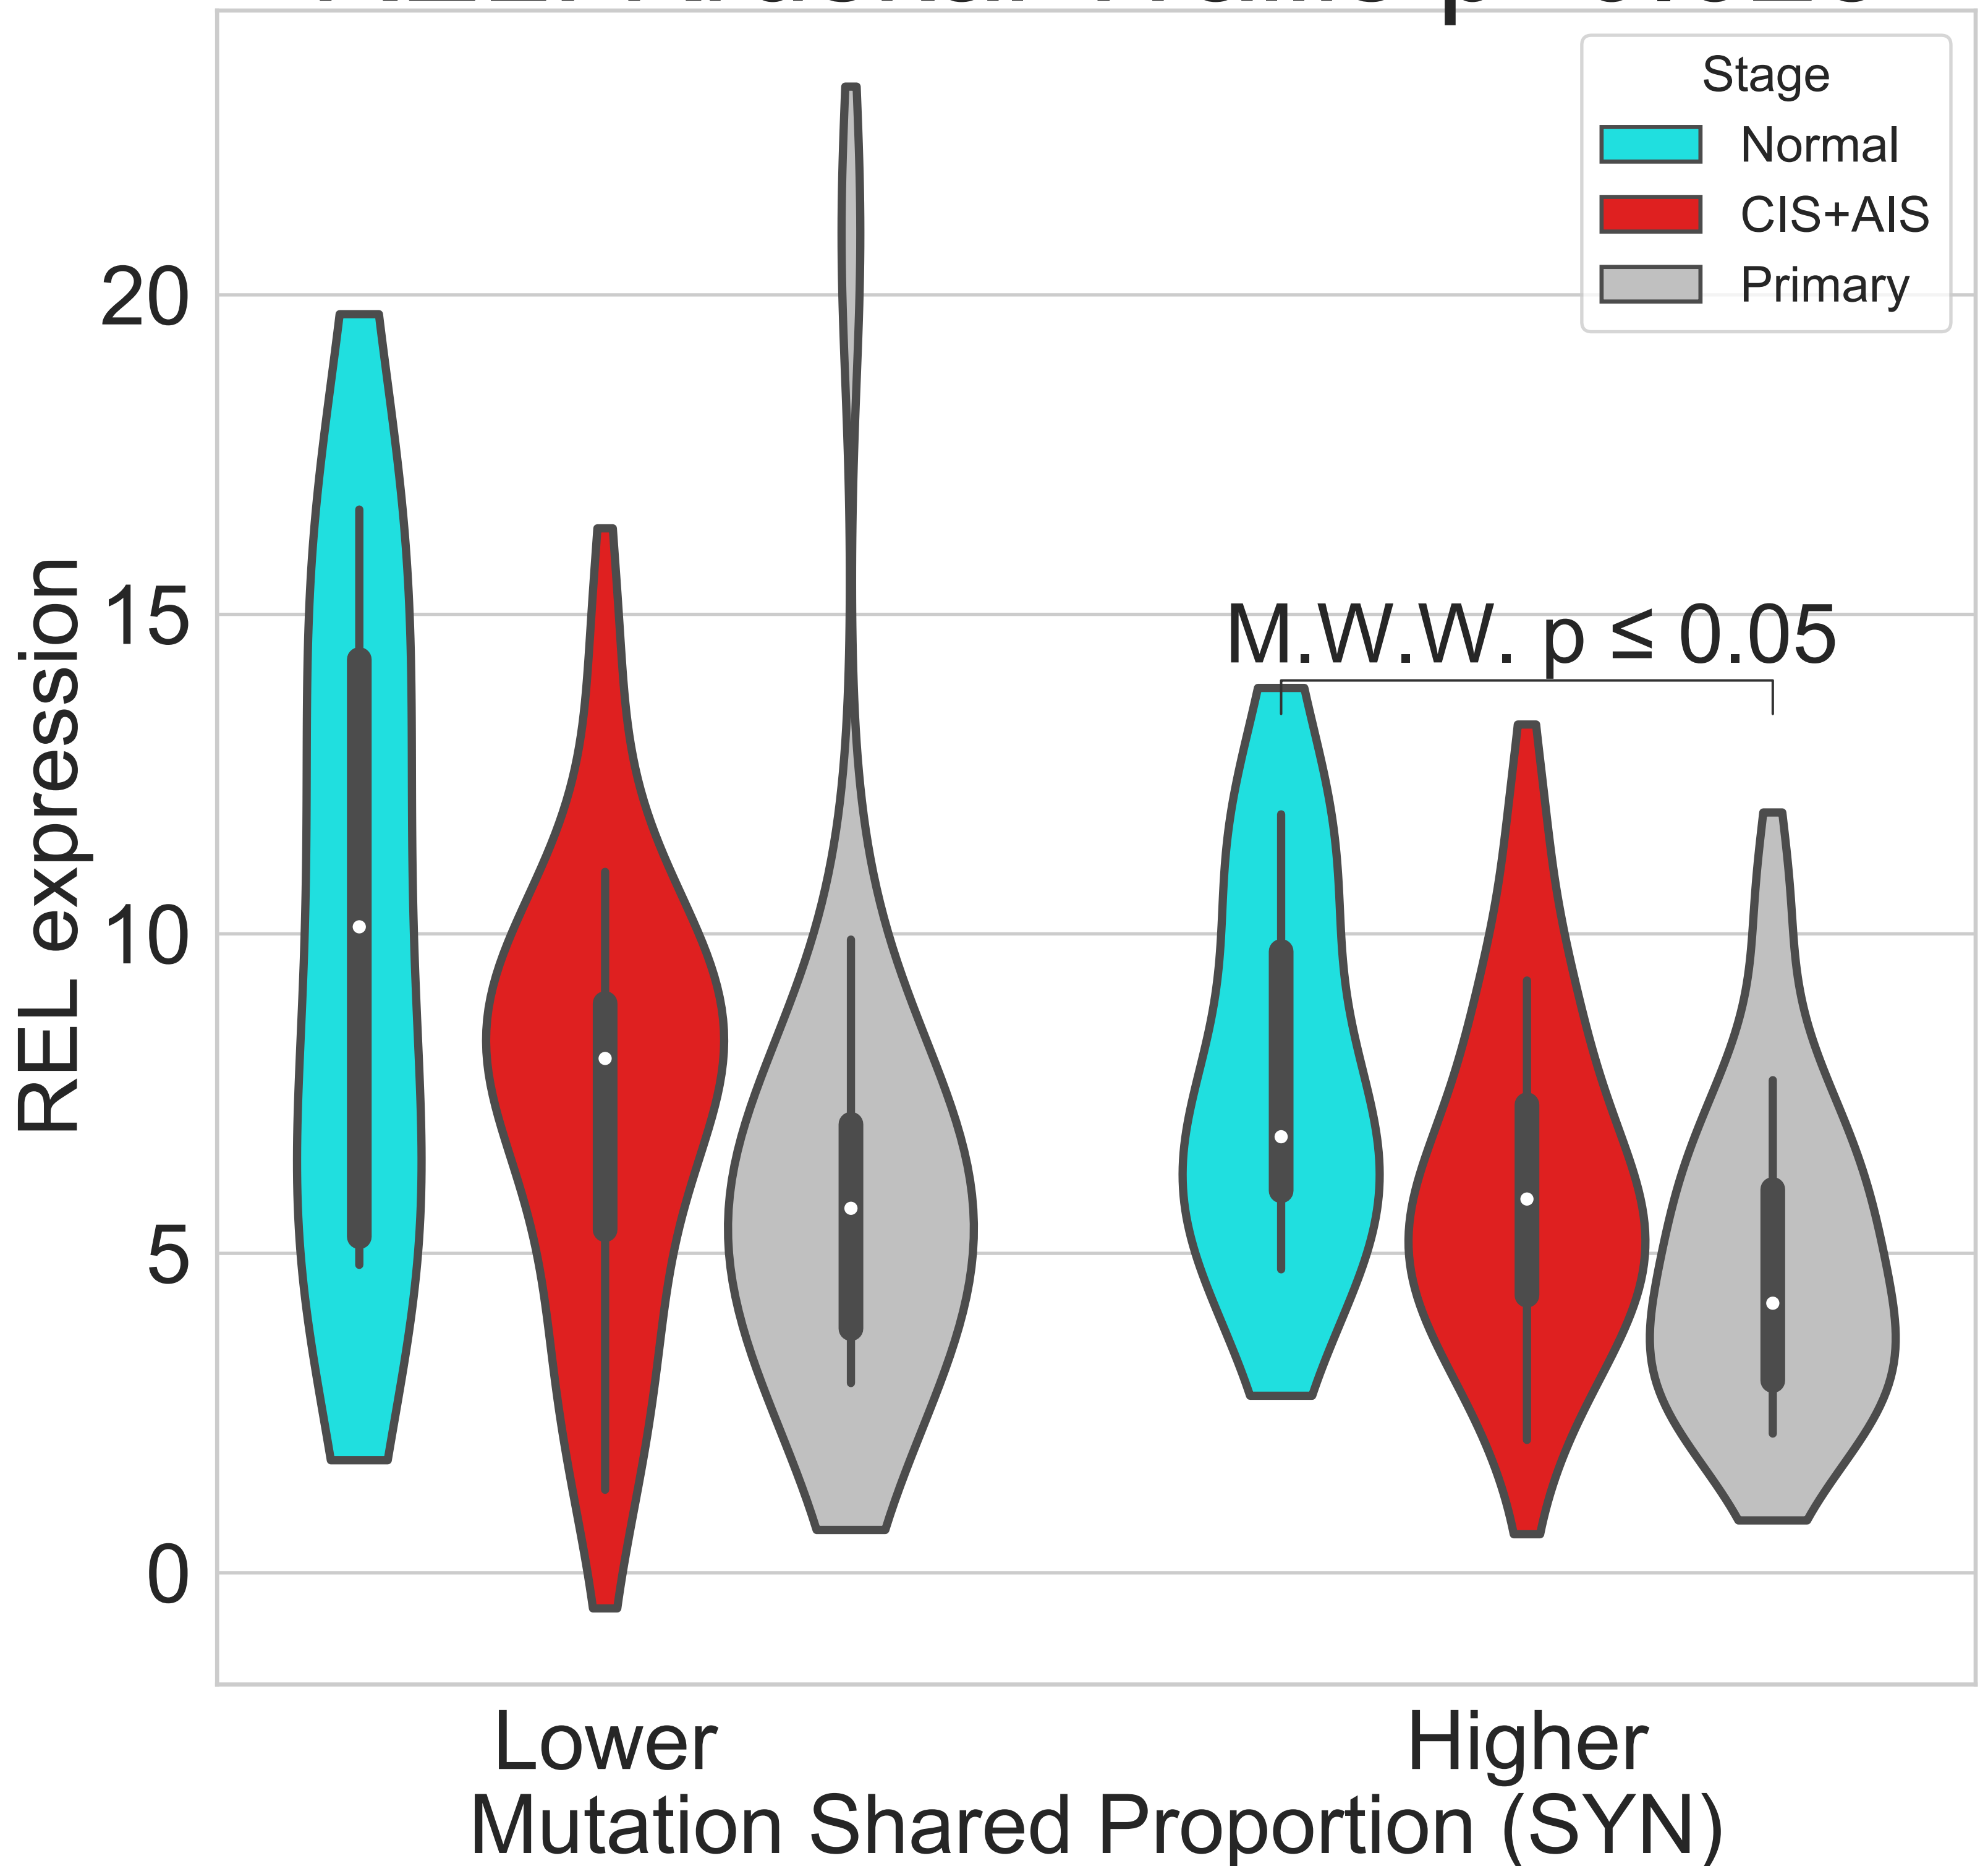 Stage
Normal
CIS+AIS
Primary
20
15
10
5
0
REL expression
M.W.W. p ≤ 0.05
Lower
Higher
Mutation Shared Proportion (SYN)